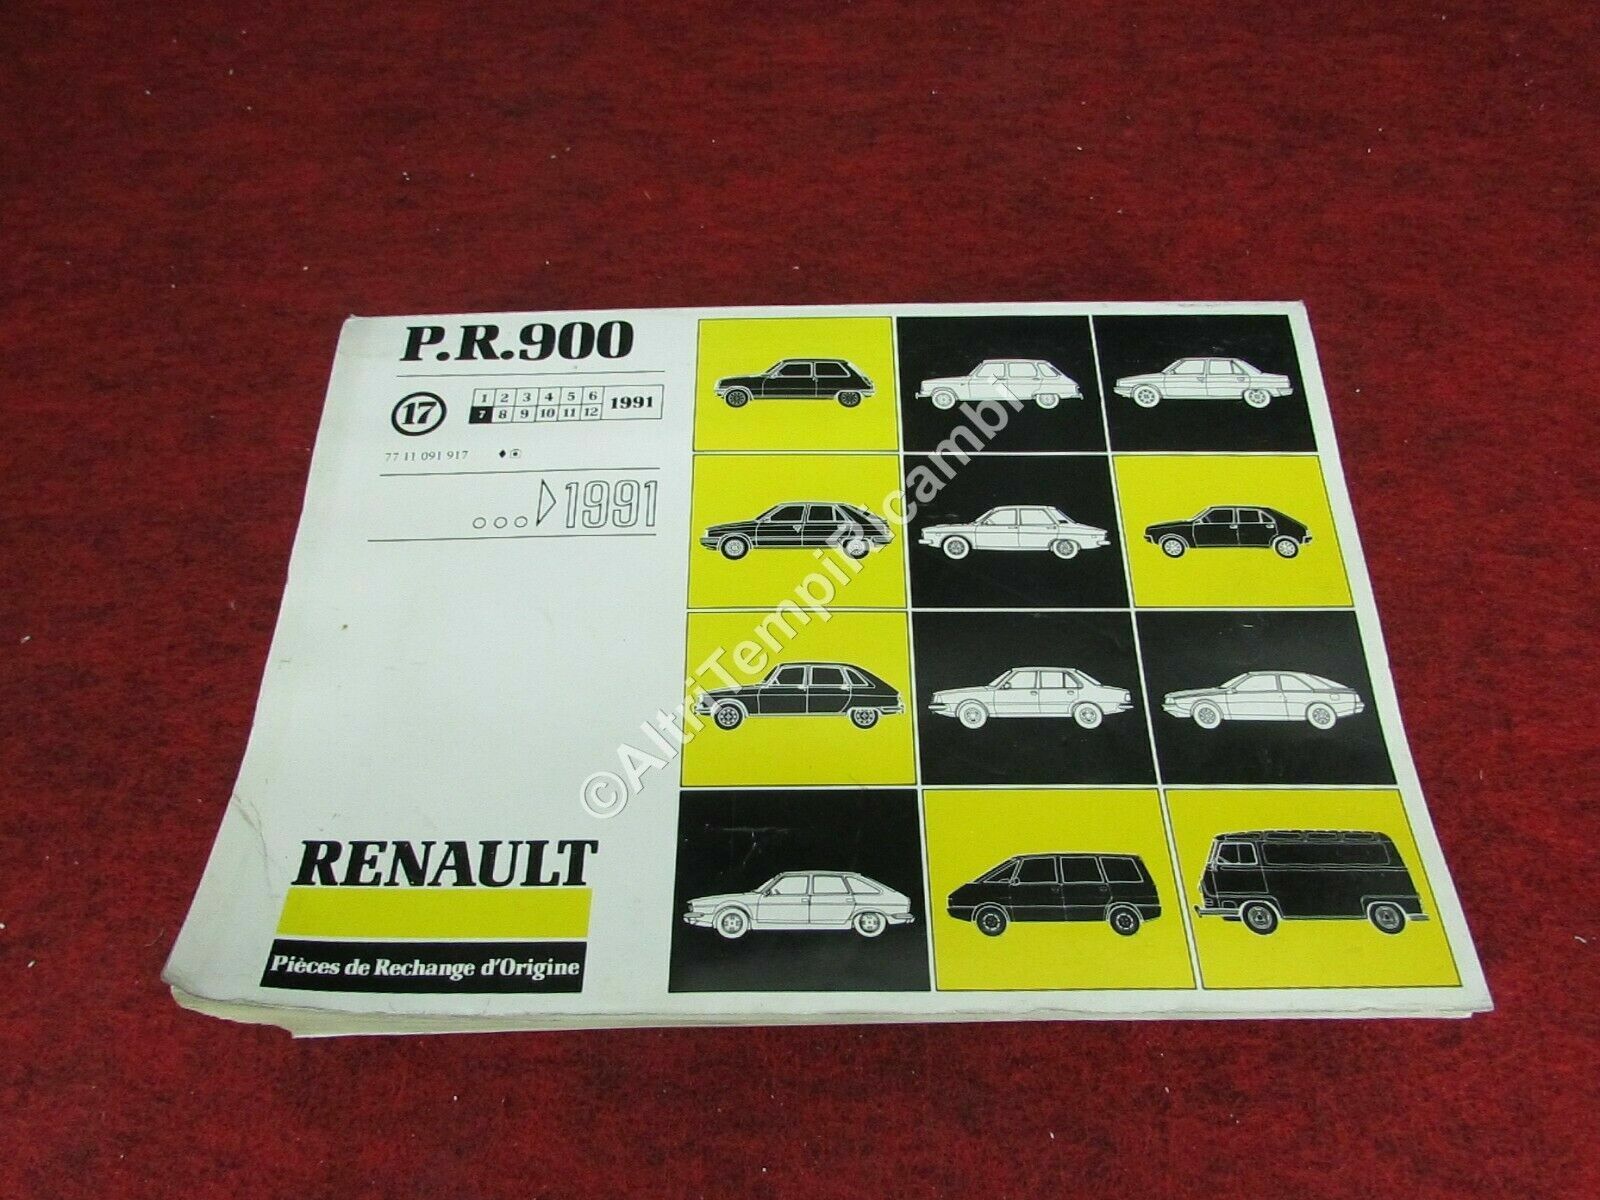 P.R.900
17
1 2 3 4 5 6
7 8 9 10 11 12
1991
77 11 091 917
1991
RENAULT
Pièces de Rechange d'Origine
©AltriTempiRicambi